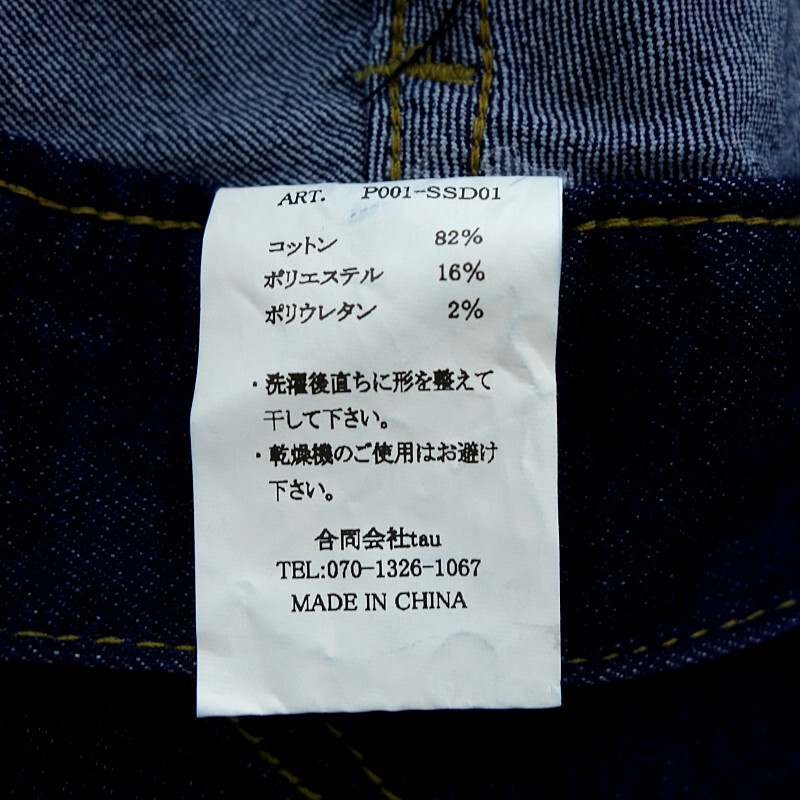 ART. P001-SSD01
コットン 82%
ポリエステル 16%
ポリウレタン 2%
・洗濯後直ちに形を整えて
干して下さい。
・乾燥機のご使用はお避け
下さい。
合同会社tau
TEL:070-1326-1067
MADE IN CHINA